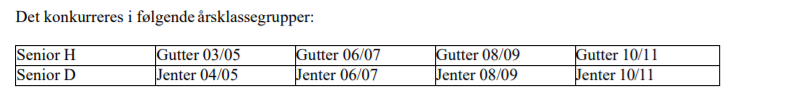 Det konkurreres i følgende årsklassegrupper:
Senior H Gutter 03/05 Gutter 06/07 Gutter 08/09 Gutter 10/11
Senior D Jenter 04/05 Jenter 06/07 Jenter 08/09 Jenter 10/11